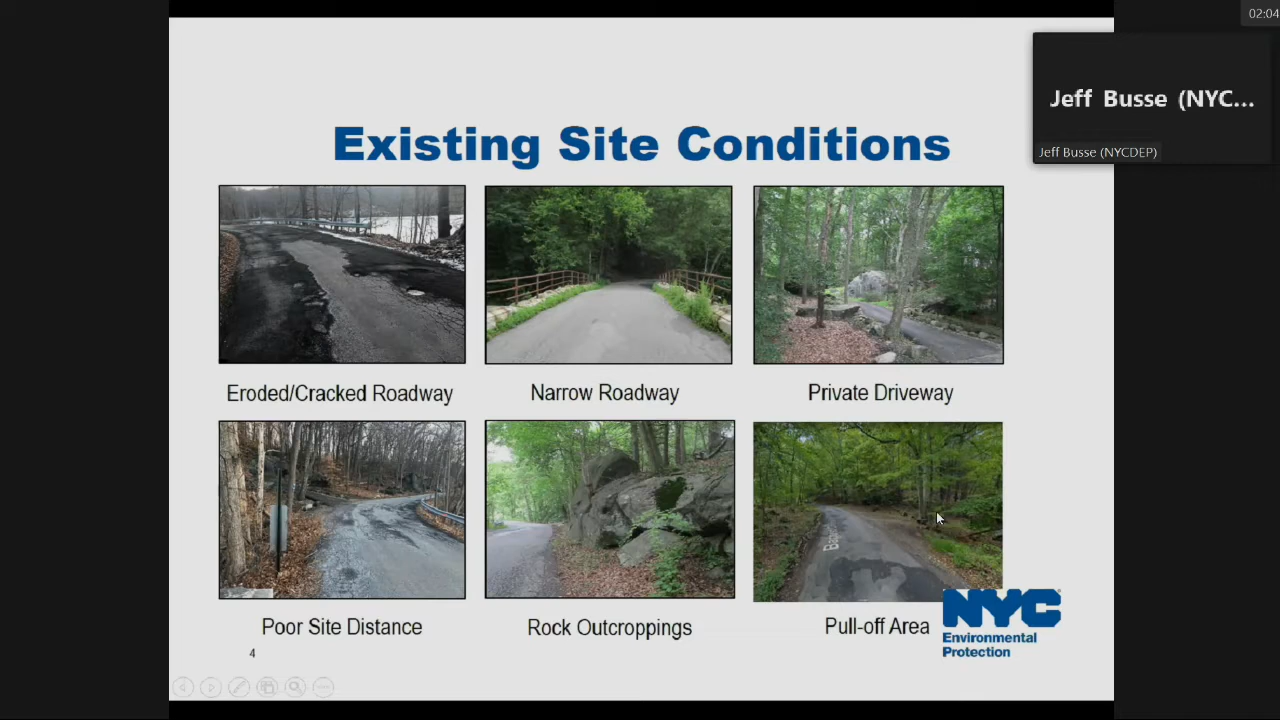 02:04
Jeff Busse (NYC...
Jeff Busse (NYCDEP)
Existing Site Conditions
Eroded/Cracked Roadway
Narrow Roadway
Private Driveway
Poor Site Distance
Rock Outcroppings
Pull-off Area
NYC
Environmental
Protection
4